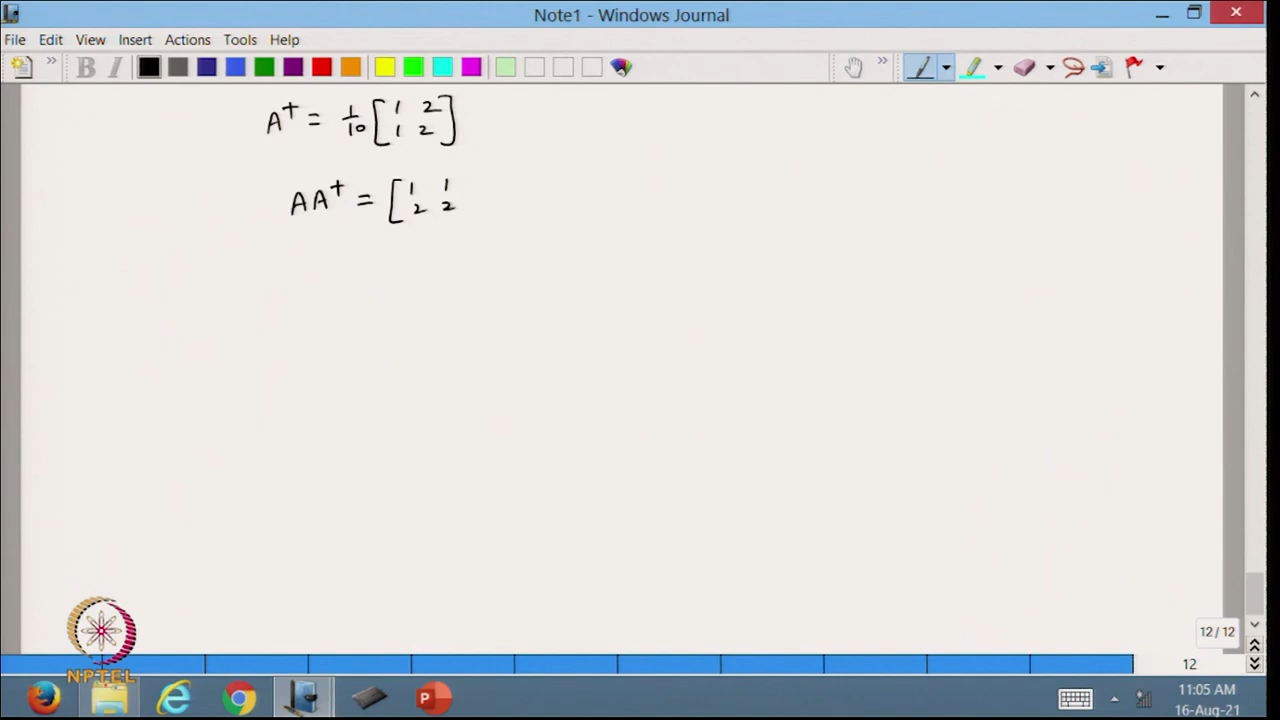 Note1 - Windows Journal
File Edit View Insert Actions Tools Help
B I
A⁺ = 1/10 [1 2
1 2]
AA⁺ = [1 1
2 2
12 / 12
12
NPTEL
11:05 AM
16-Aug-21